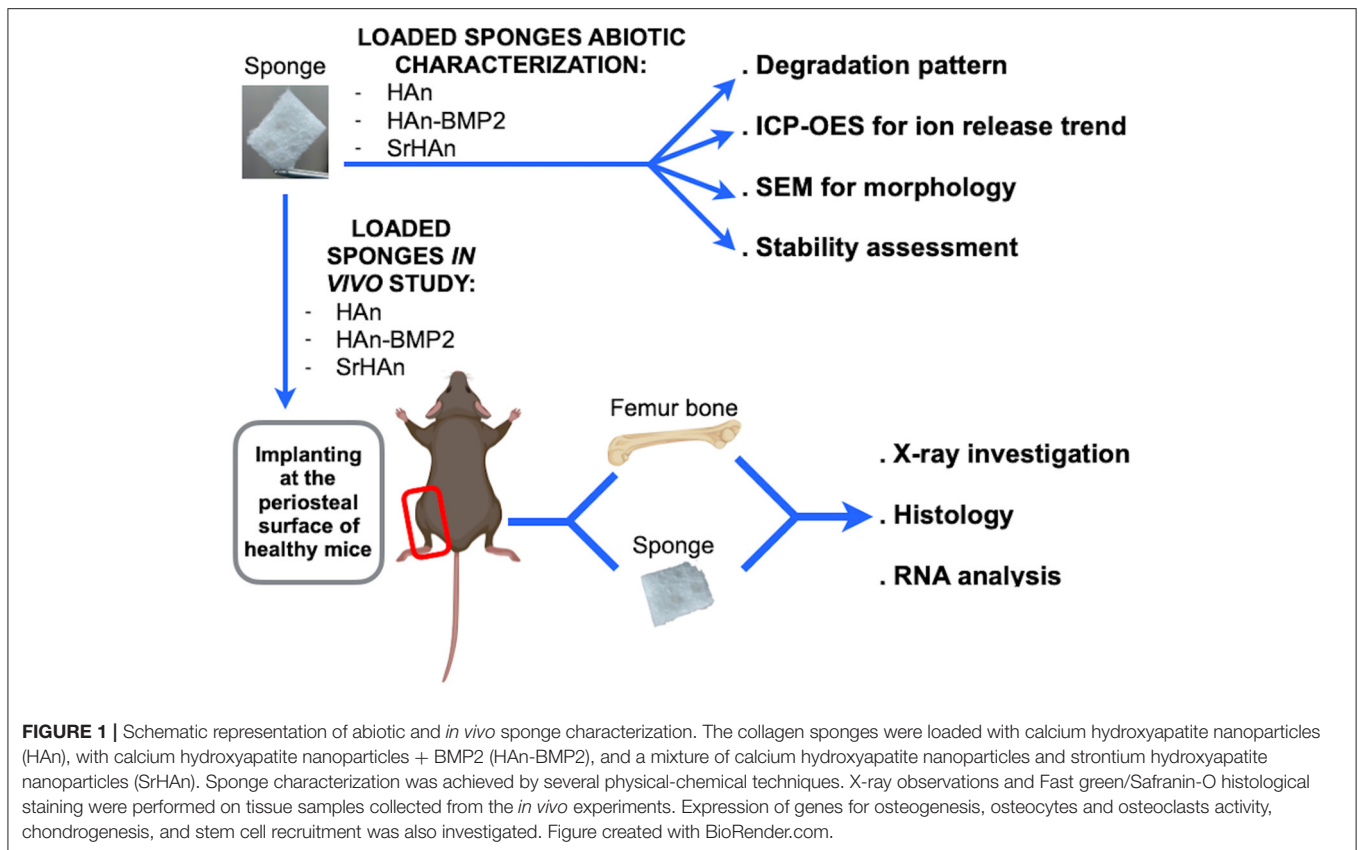 Sponge
LOADED SPONGES ABIOTIC
CHARACTERIZATION:
- HAn
- HAn-BMP2
- SrHAn
. Degradation pattern
. ICP-OES for ion release trend
. SEM for morphology
. Stability assessment
LOADED
SPONGES IN
VIVO STUDY:
- HAn
- HAn-BMP2
- SrHAn
Implanting
at the
periosteal
surface of
healthy mice
Femur bone
Sponge
. X-ray investigation
. Histology
. RNA analysis
FIGURE 1 | Schematic representation of abiotic and in vivo sponge characterization. The collagen sponges were loaded with calcium hydroxyapatite nanoparticles
(HAn), with calcium hydroxyapatite nanoparticles + BMP2 (HAn-BMP2), and a mixture of calcium hydroxyapatite nanoparticles and strontium hydroxyapatite
nanoparticles (SrHAn). Sponge characterization was achieved by several physical-chemical techniques. X-ray observations and Fast green/Safranin-O histological
staining were performed on tissue samples collected from the in vivo experiments. Expression of genes for osteogenesis, osteocytes and osteoclasts activity,
chondrogenesis, and stem cell recruitment was also investigated. Figure created with BioRender.com.